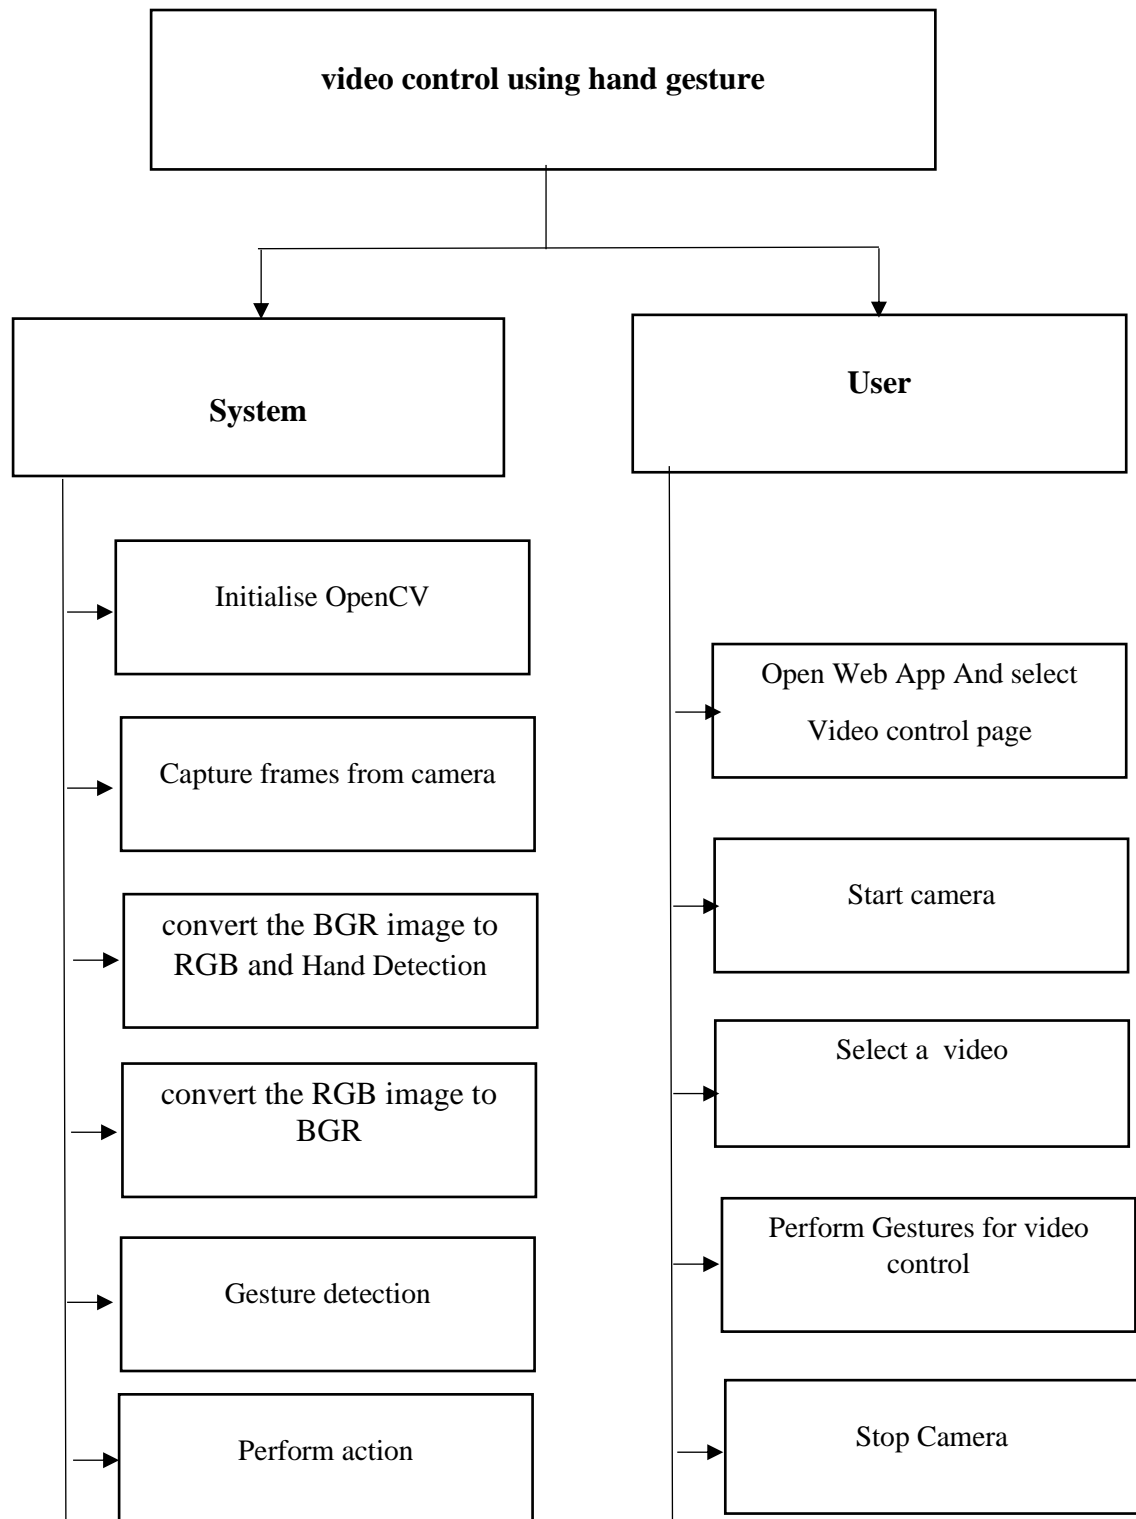 video control using hand gesture
System
Initialise OpenCV
Capture frames from camera
convert the BGR image to
RGB and Hand Detection
convert the RGB image to
BGR
Gesture detection
Perform action
User
Open Web App And select
Video control page
Start camera
Select a  video
Perform Gestures for video
control
Stop Camera